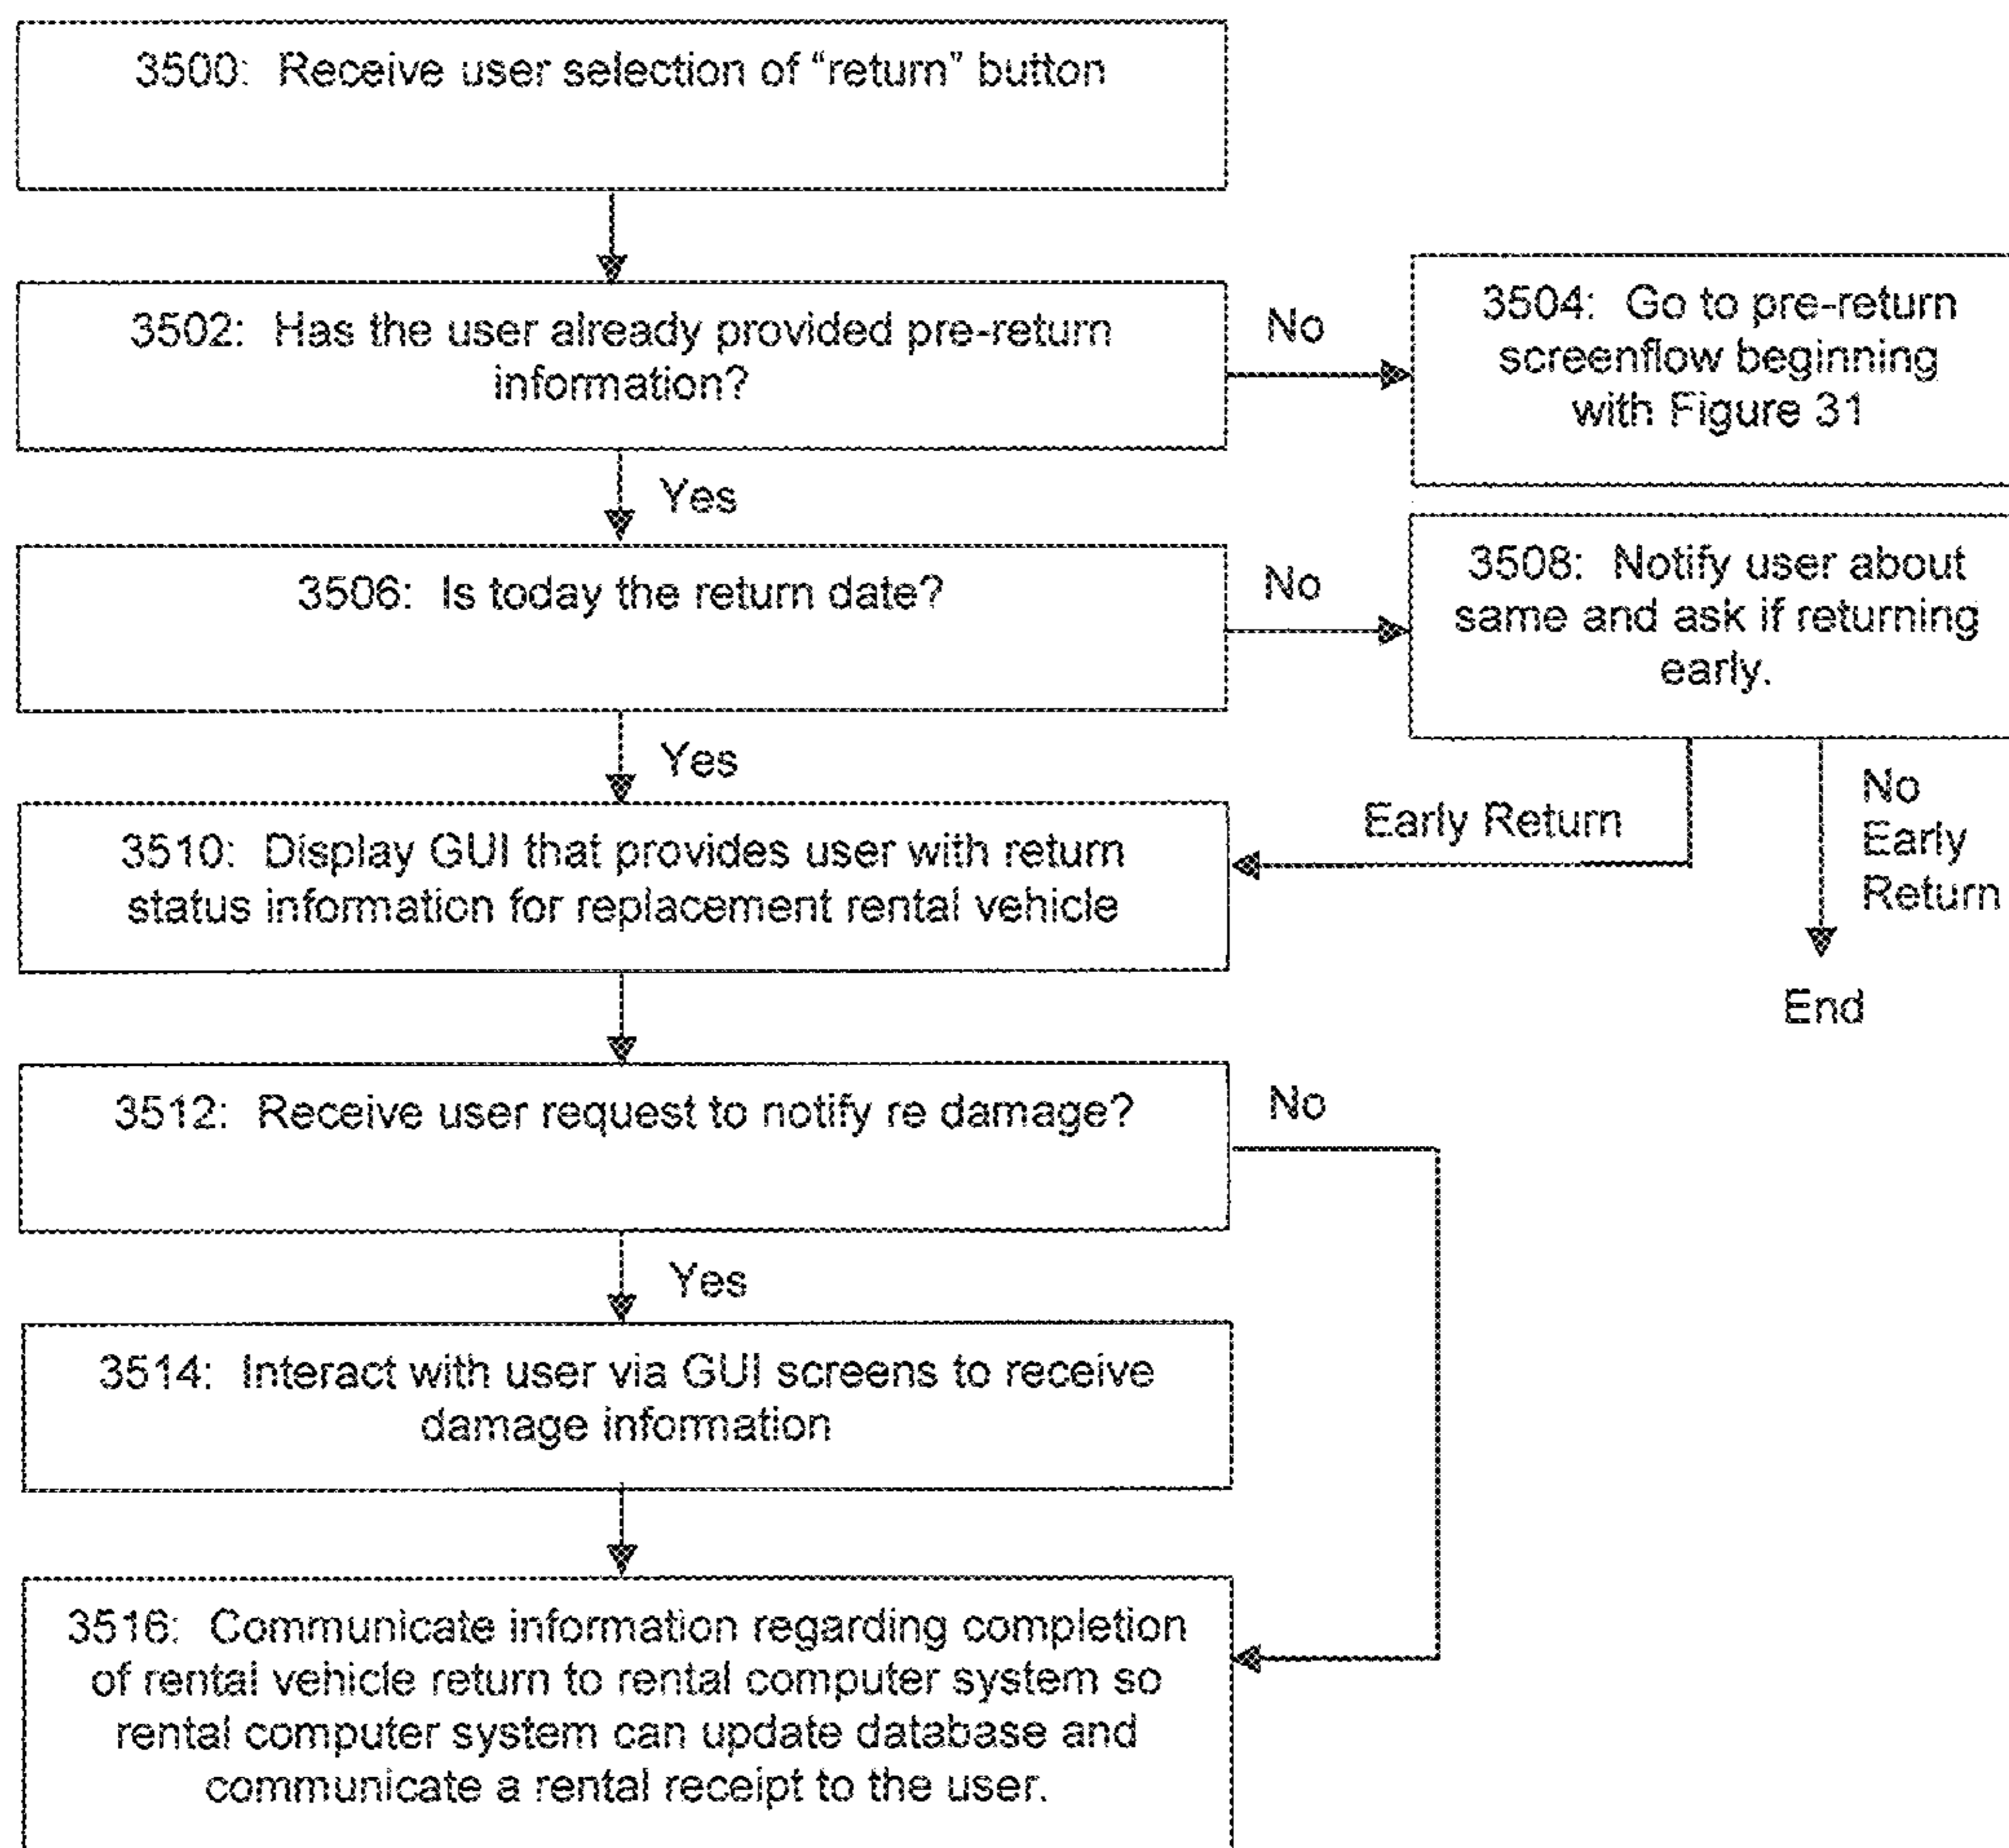 3500: Receive user selection of “return” button
3502: Has the user already provided pre-return
information?
No
3504: Go to pre-return
screenflow beginning
with Figure 31
Yes
3506: Is today the return date?
No
3508: Notify user about
same and ask if returning
early.
Yes
Early Return
No
Early
Return
End
3510: Display GUI that provides user with return
status information for replacement rental vehicle
3512: Receive user request to notify re damage?
No
Yes
3514: Interact with user via GUI screens to receive
damage information
3516: Communicate information regarding completion
of rental vehicle return to rental computer system so
rental computer system can update database and
communicate a rental receipt to the user.